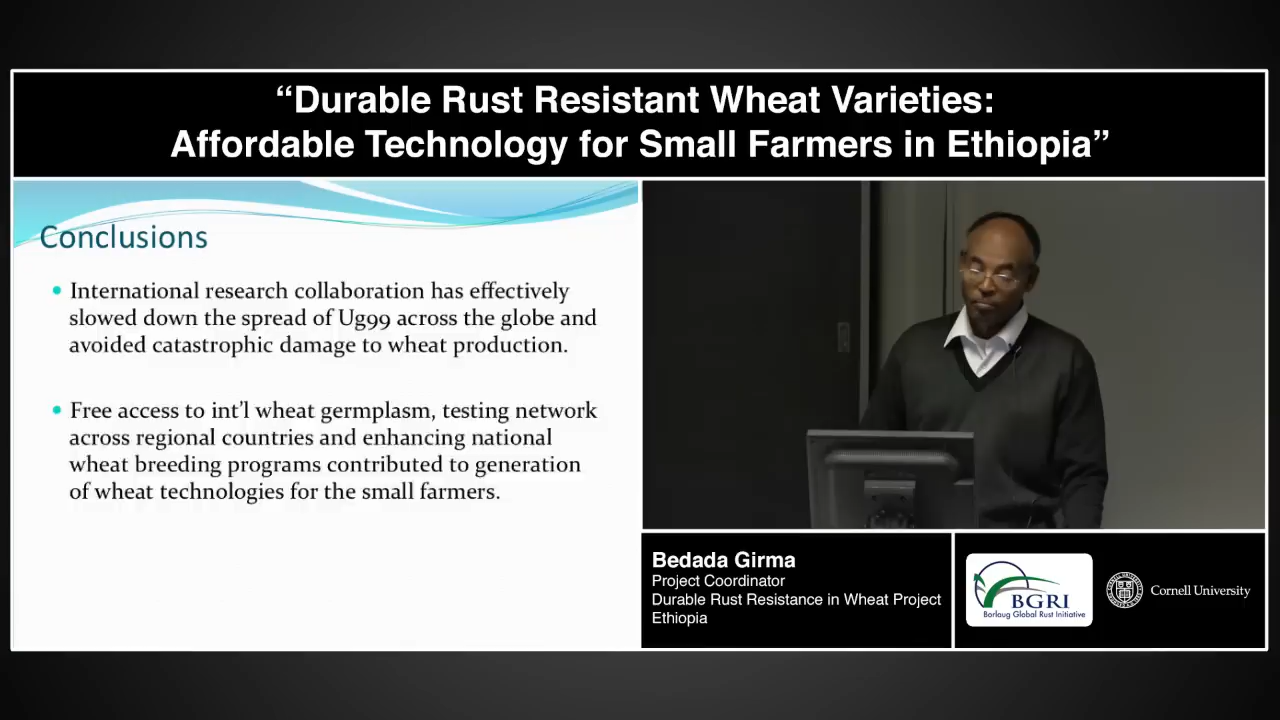 “Durable Rust Resistant Wheat Varieties:
Affordable Technology for Small Farmers in Ethiopia”
Conclusions
• International research collaboration has effectively
slowed down the spread of Ug99 across the globe and
avoided catastrophic damage to wheat production.
• Free access to int’l wheat germplasm, testing network
across regional countries and enhancing national
wheat breeding programs contributed to generation
of wheat technologies for the small farmers.
Bedada Girma
Project Coordinator
Durable Rust Resistance in Wheat Project
Ethiopia
BGRI
Borlaug Global Rust Initiative
Cornell University